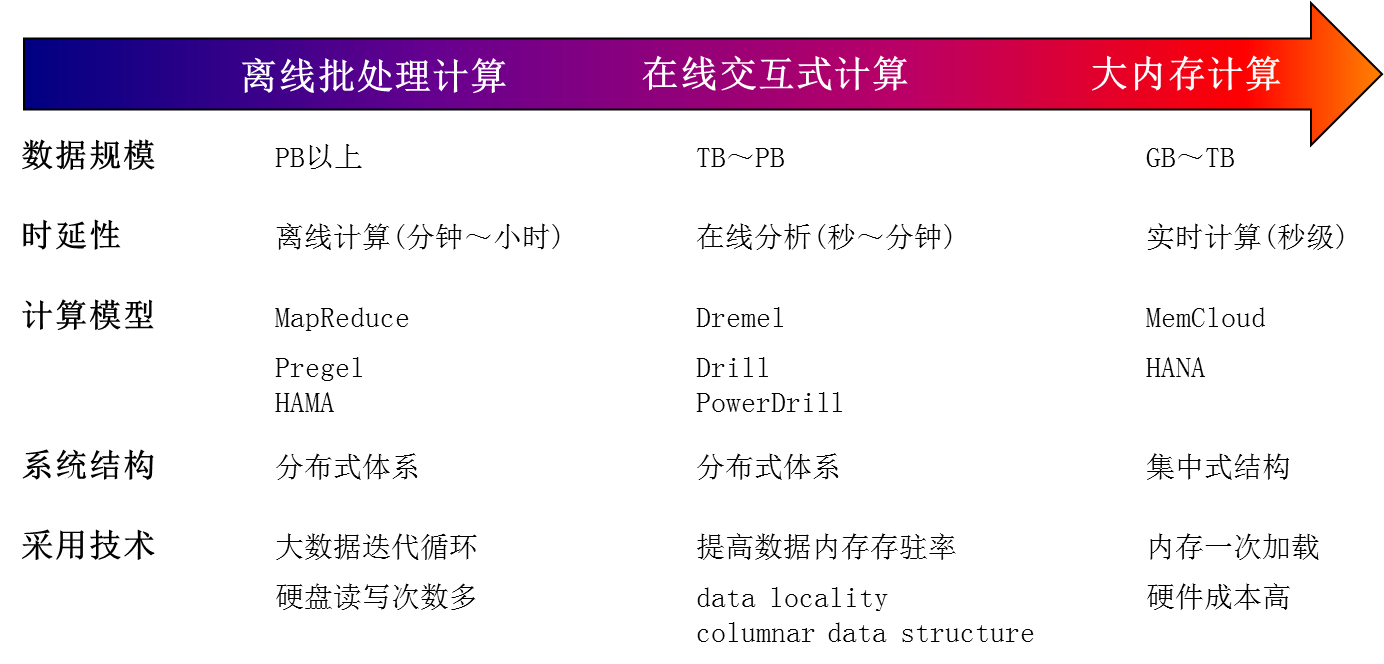 离线批处理计算 在线交互式计算 大内存计算
数据规模 PB以上 TB～PB GB～TB
时延性 离线计算(分钟～小时) 在线分析(秒～分钟) 实时计算(秒级)
计算模型 MapReduce Dremel MemCloud
Pregel Drill HANA
HAMA PowerDrill
系统结构 分布式体系 分布式体系 集中式结构
采用技术 大数据迭代循环 提高数据内存存驻率 内存一次加载
硬盘读写次数多 data locality 硬件成本高
columnar data structure